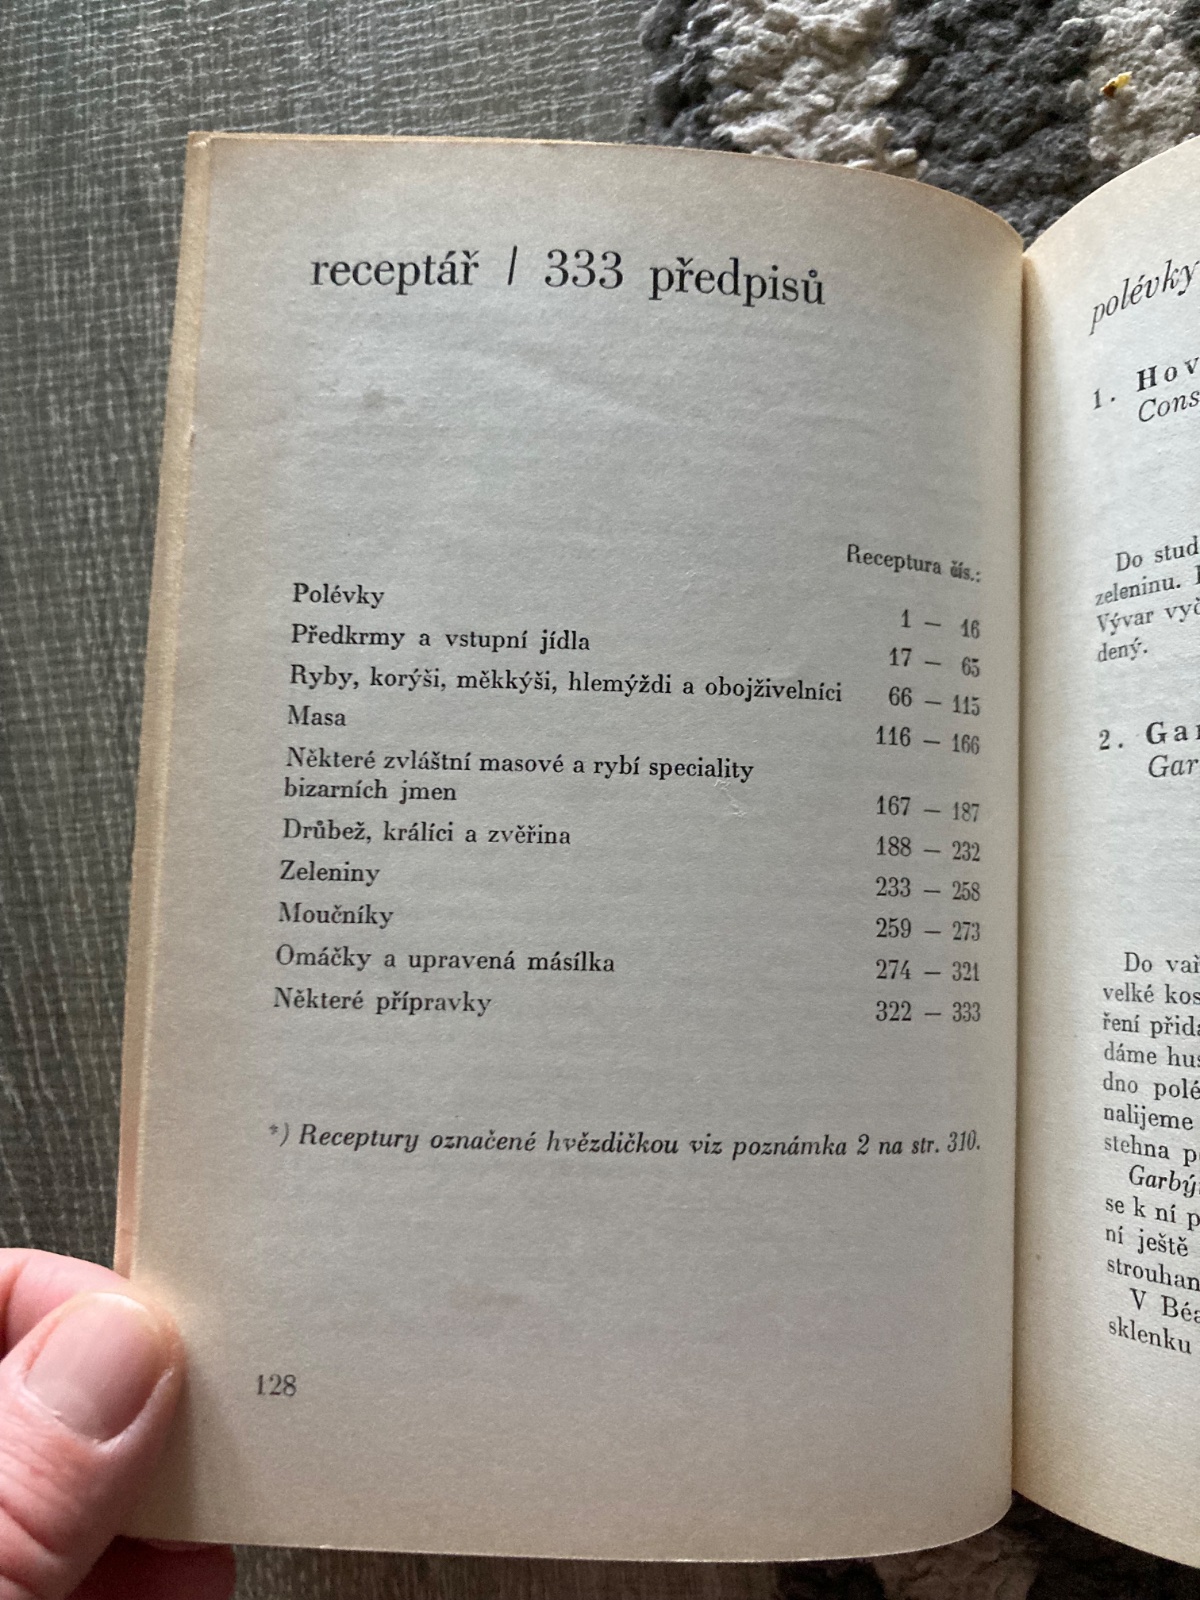 receptář / 333 předpisů
Receptura čís.:
Polévky 1 — 16
Předkrmy a vstupní jídla 17 — 65
Ryby, korýši, měkkýši, hlemýždi a obojživelníci 66 — 115
Masa 116 — 166
Některé zvláštní masové a rybí speciality
bizarních jmen 167 — 187
Drůbež, králíci a zvěřina 188 — 232
Zeleniny 233 — 258
Moučníky 259 — 273
Omáčky a upravená másílka 274 — 321
Některé přípravky 322 — 333
*) Receptury označené hvězdičkou viz poznámka 2 na str. 310.
128
polévky
1. Hov
Cons
Do stud
zeleninu.
Vývar vyč
dený.
2. Gar
Gar
Do vař
velké kos
ření přida
dáme hus
dno polé
nalijeme
stehna p
Garbý
se k ní p
ní ještě
strouhan
V Béa
sklenku